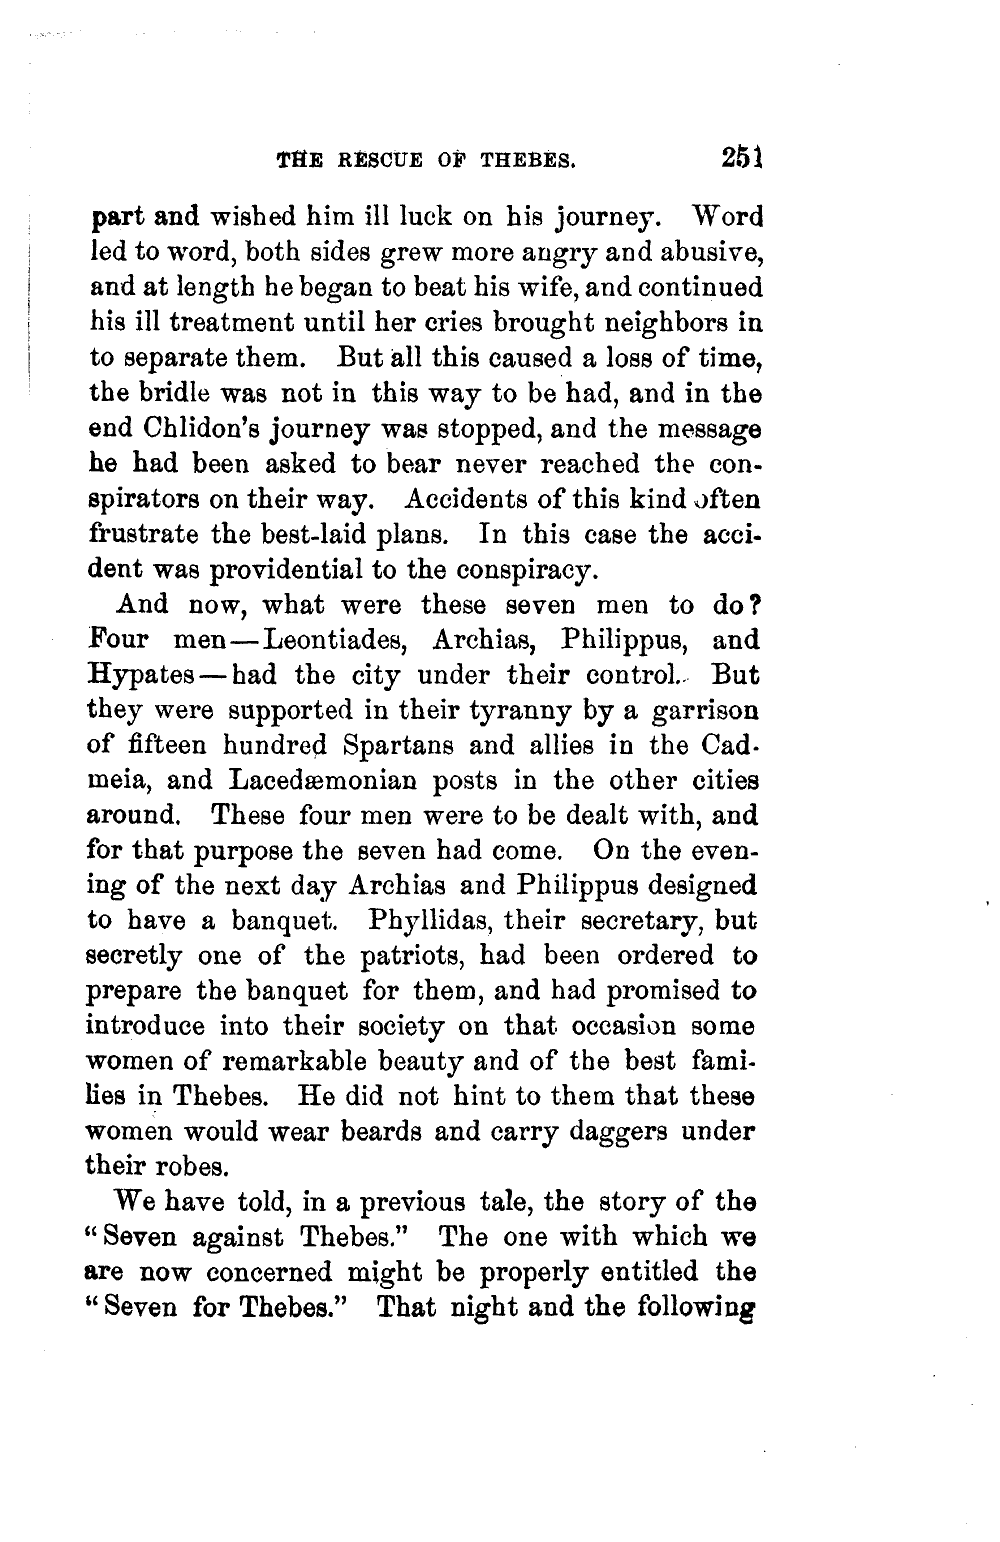 THE RESCUE OF THEBES. 251
part and wished him ill luck on his journey. Word
led to word, both sides grew more angry and abusive,
and at length he began to beat his wife, and continued
his ill treatment until her cries brought neighbors in
to separate them. But all this caused a loss of time,
the bridle was not in this way to be had, and in the
end Chlidon's journey was stopped, and the message
he had been asked to bear never reached the con-
spirators on their way. Accidents of this kind often
frustrate the best-laid plans. In this case the acci-
dent was providential to the conspiracy.
And now, what were these seven men to do?
Four men—Leontiades, Archias, Philippus, and
Hypates—had the city under their control. But
they were supported in their tyranny by a garrison
of fifteen hundred Spartans and allies in the Cad-
meia, and Lacedæmonian posts in the other cities
around. These four men were to be dealt with, and
for that purpose the seven had come. On the even-
ing of the next day Archias and Philippus designed
to have a banquet. Phyllidas, their secretary, but
secretly one of the patriots, had been ordered to
prepare the banquet for them, and had promised to
introduce into their society on that occasion some
women of remarkable beauty and of the best fami-
lies in Thebes. He did not hint to them that these
women would wear beards and carry daggers under
their robes.
We have told, in a previous tale, the story of the
“Seven against Thebes.” The one with which we
are now concerned might be properly entitled the
“Seven for Thebes.” That night and the following